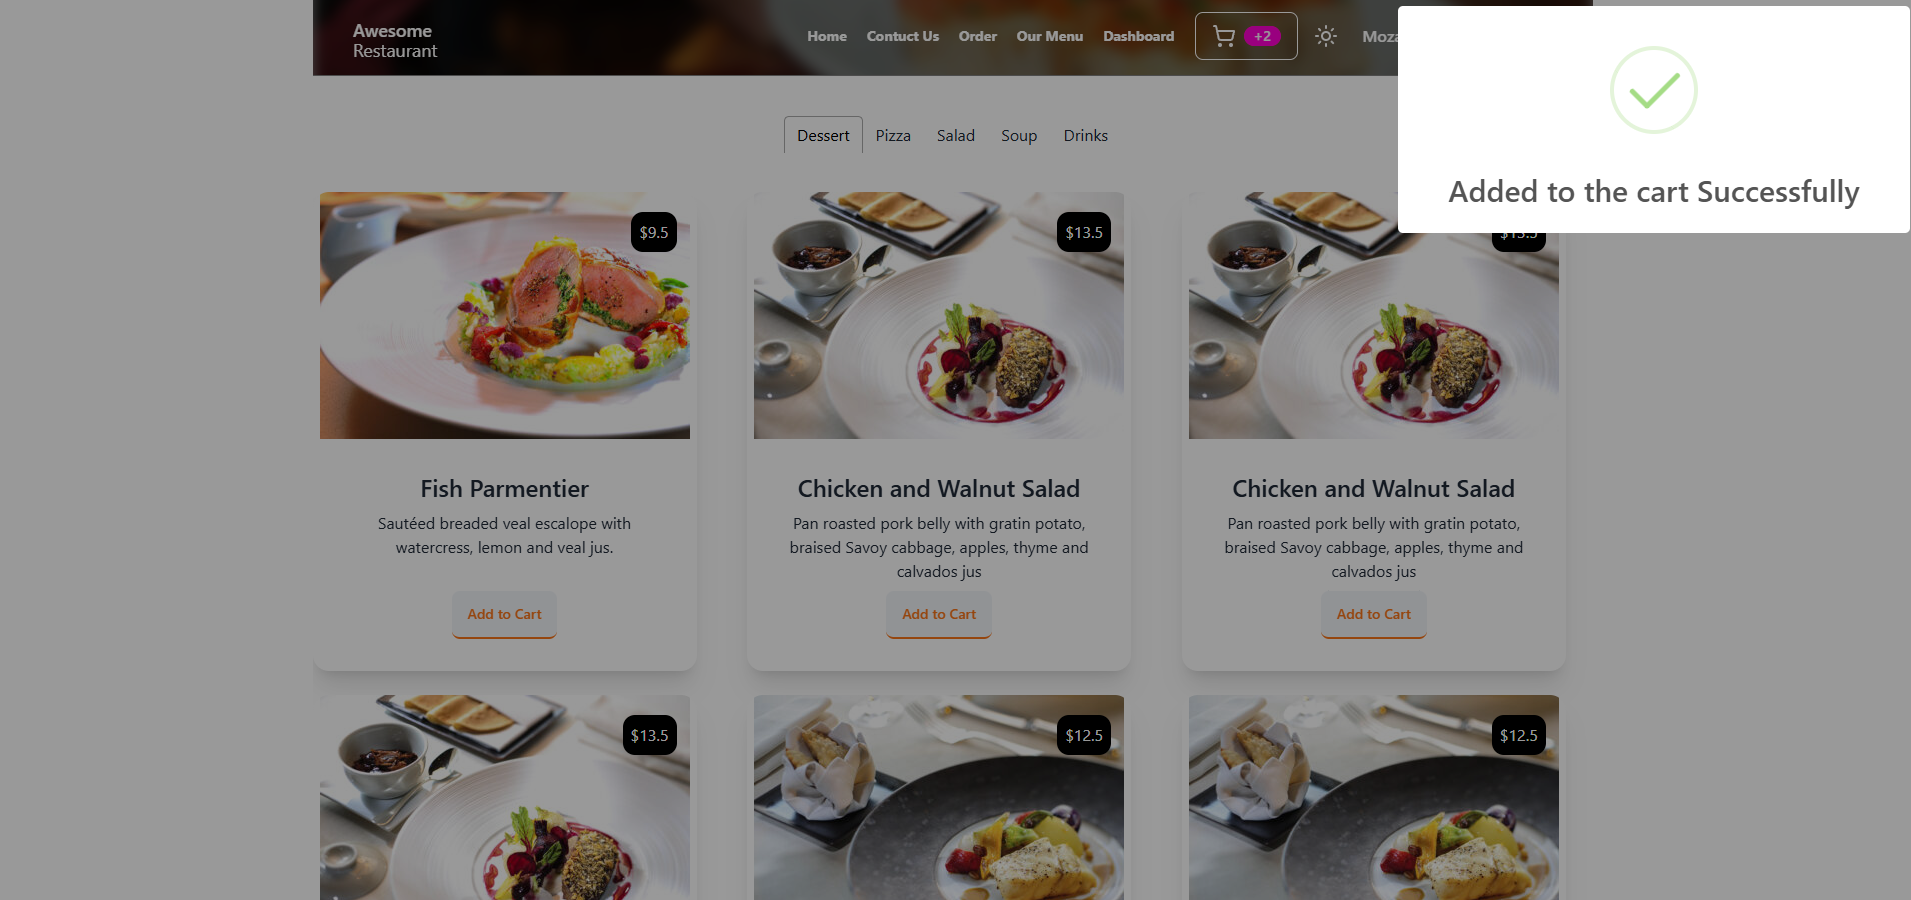 Awesome
Restaurant
Home Contuct Us Order Our Menu Dashboard +2
Added to the cart Successfully
Dessert Pizza Salad Soup Drinks
$9.5
$13.5
$13.5
Fish Parmentier
Sautéed breaded veal escalope with
watercress, lemon and veal jus.
Add to Cart
Chicken and Walnut Salad
Pan roasted pork belly with gratin potato,
braised Savoy cabbage, apples, thyme and
calvados jus
Add to Cart
Chicken and Walnut Salad
Pan roasted pork belly with gratin potato,
braised Savoy cabbage, apples, thyme and
calvados jus
Add to Cart
$13.5
$12.5
$12.5